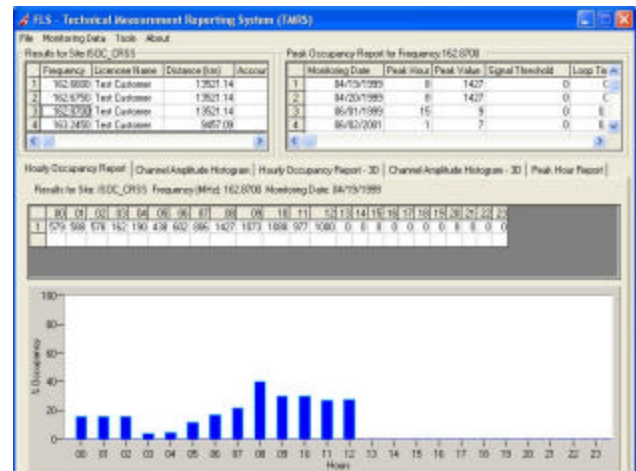 FLS - Technical Measurement Reporting System (TMRS)
File Monitoring Data Tools About
Results for Site ISOC_CRSS
Peak Occupancy Report for Frequency: 162.8700
Frequency Licencee Name Distance (km) Accour
1 162.6600 Test Customer 13521.14
2 162.6750 Test Customer 13521.14
3 162.8700 Test Customer 13521.14
4 163.2450 Test Customer 9457.09
Monitoring Date Peak Hour Peak Value Signal Threshold Loop Te
1 04/19/1999 8 1427 0
2 04/20/1999 8 1427 0
3 06/01/1999 15 9 0
4 06/02/2001 1 7 0
Hourly Occupancy Report Channel Amplitude Histogram Hourly Occupancy Report - 3D Channel Amplitude Histogram - 3D Peak Hour Report
Results for Site: ISOC_CRSS Frequency (MHz): 162.8700 Monitoring Date: 04/19/1999
00 01 02 03 04 05 06 07 08 09 10 11 12 13 14 15 16 17 18 19 20 21 22 23
1 579 588 578 162 190 438 602 1427 1073 977 1000 0 0 0 0 0 0 0 0 0 0 0
100
80
60
40
20
0
% Occupancy
00 01 02 03 04 05 06 07 08 09 10 11 12 13 14 15 16 17 18 19 20 21 22 23
Hours